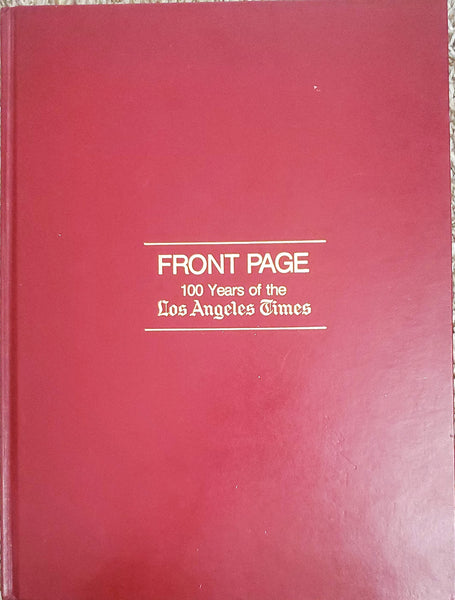 FRONT PAGE
100 Years of the
Los Angeles Times